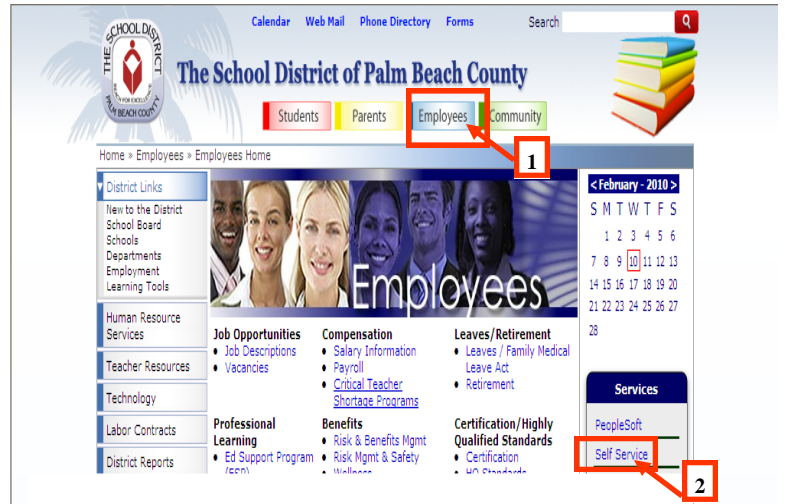 Calendar Web Mail Phone Directory Forms Search
SCHOOL DISTRICT
THE
OF
PALM BEACH COUNTY
The School District of Palm Beach County
Students Parents Employees Community
1
Home » Employees » Employees Home
District Links
New to the District
School Board
Schools
Departments
Employment
Learning Tools
Human Resource
Services
Teacher Resources
Technology
Labor Contracts
District Reports
Employees
Job Opportunities
• Job Descriptions
• Vacancies
Compensation
• Salary Information
• Payroll
• Critical Teacher
Shortage Programs
Leaves/Retirement
• Leaves / Family Medical
Leave Act
• Retirement
Professional
Learning
• Ed Support Program
(ESP)
Benefits
• Risk & Benefits Mgmt
• Risk Mgmt & Safety
• Wellness
Certification/Highly
Qualified Standards
• Certification
• HQ Standards
< February - 2010 >
S M T W T F S
1 2 3 4 5 6
7 8 9 10 11 12 13
14 15 16 17 18 19 20
21 22 23 24 25 26 27
28
Services
PeopleSoft
Self Service
2